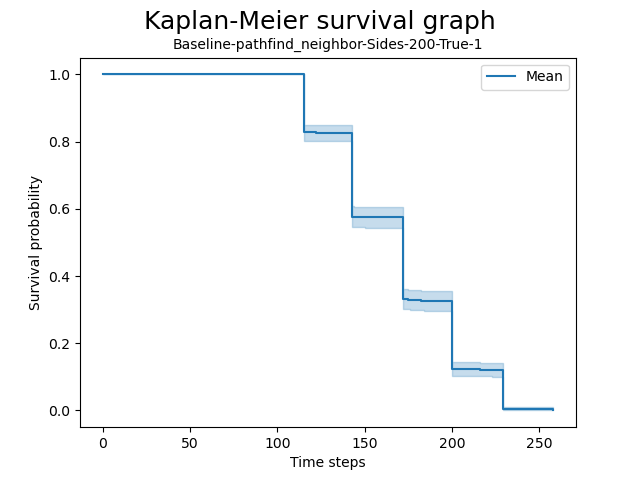 Kaplan-Meier survival graph
Baseline-pathfind_neighbor-Sides-200-True-1
Mean
1.0
0.8
0.6
0.4
0.2
0.0
Survival probability
0 50 100 150 200 250
Time steps